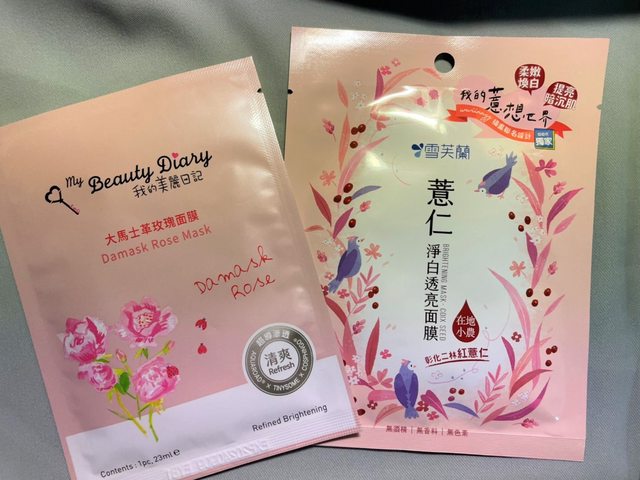 My Beauty Diary
我的美麗日記
大馬士革玫瑰面膜
Damask Rose Mask
Damask
Rose
清爽
Refresh
Refined Brightening
Contents : 1pc, 23ml e
柔嫩
煥白
提亮
暗沉肌
我的薏想世界
獨家
雪芙蘭
薏仁
淨白透亮面膜
BRIGHTENING MASK - COIX SEED
在地
小農
彰化二林紅薏仁
無酒精｜無香料｜無色素